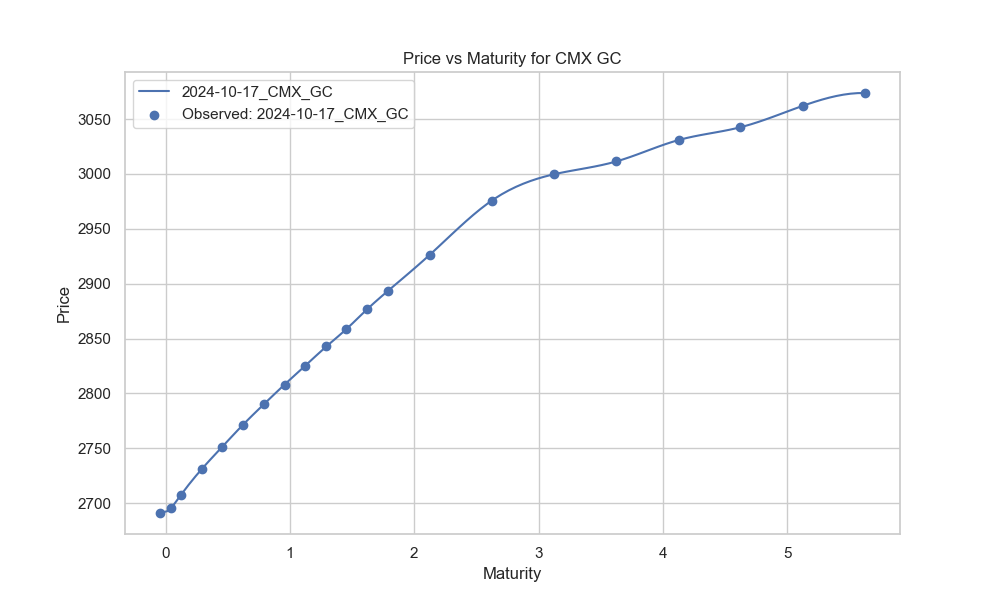 Price vs Maturity for CMX GC
2024-10-17_CMX_GC
Observed: 2024-10-17_CMX_GC
3050
3000
2950
2900
2850
2800
2750
2700
Price
0 1 2 3 4 5
Maturity